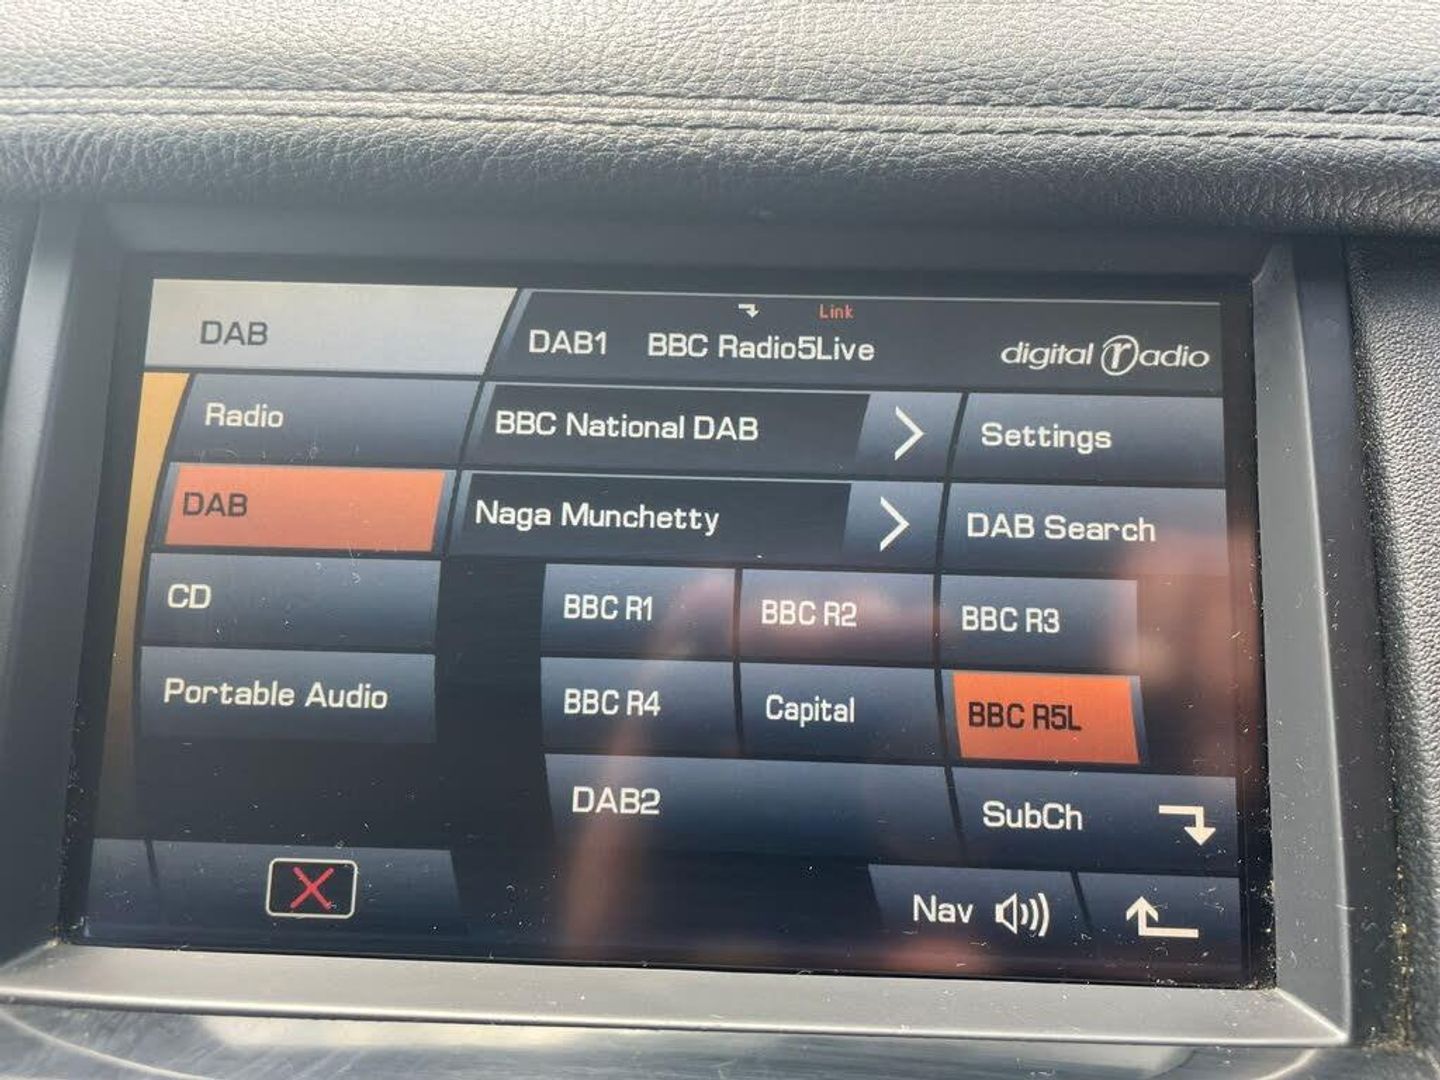 DAB
DAB1 BBC Radio5Live
Link
digital radio
Radio
BBC National DAB
Settings
DAB
Naga Munchetty
DAB Search
CD
BBC R1
BBC R2
BBC R3
Portable Audio
BBC R4
Capital
BBC R5L
DAB2
SubCh
Nav